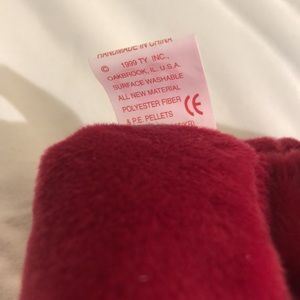 HANDMADE IN CHINA
© 1999 TY INC.,
OAKBROOK, IL. U.S.A.
SURFACE WASHABLE
ALL NEW MATERIAL
POLYESTER FIBER
& P.E. PELLETS
CE